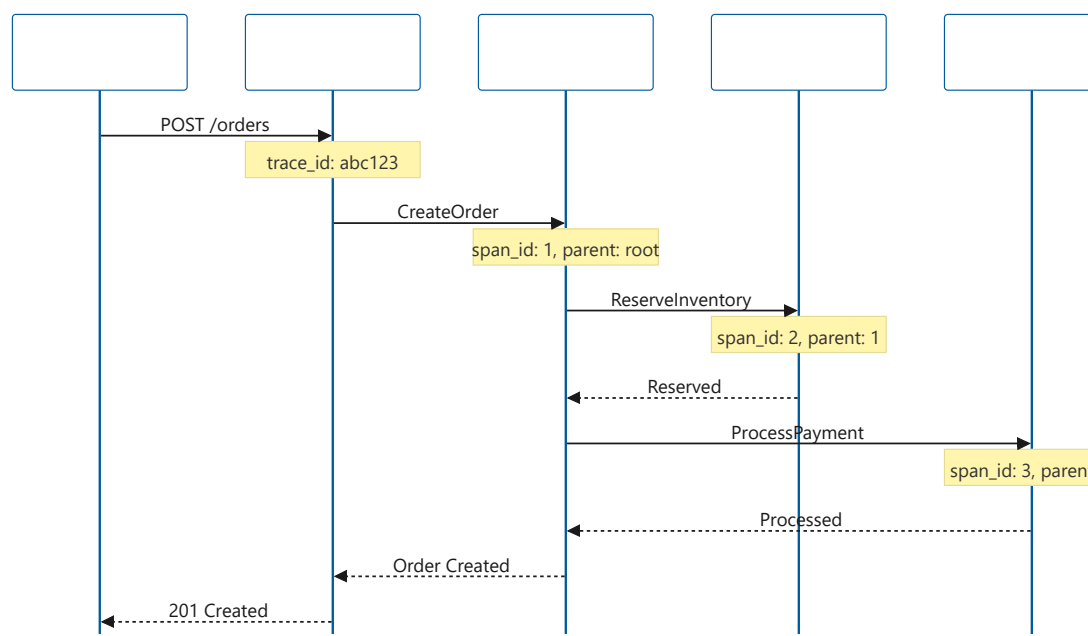 POST /orders
trace_id: abc123
CreateOrder
span_id: 1, parent: root
ReserveInventory
span_id: 2, parent: 1
Reserved
ProcessPayment
span_id: 3, paren
Processed
Order Created
201 Created